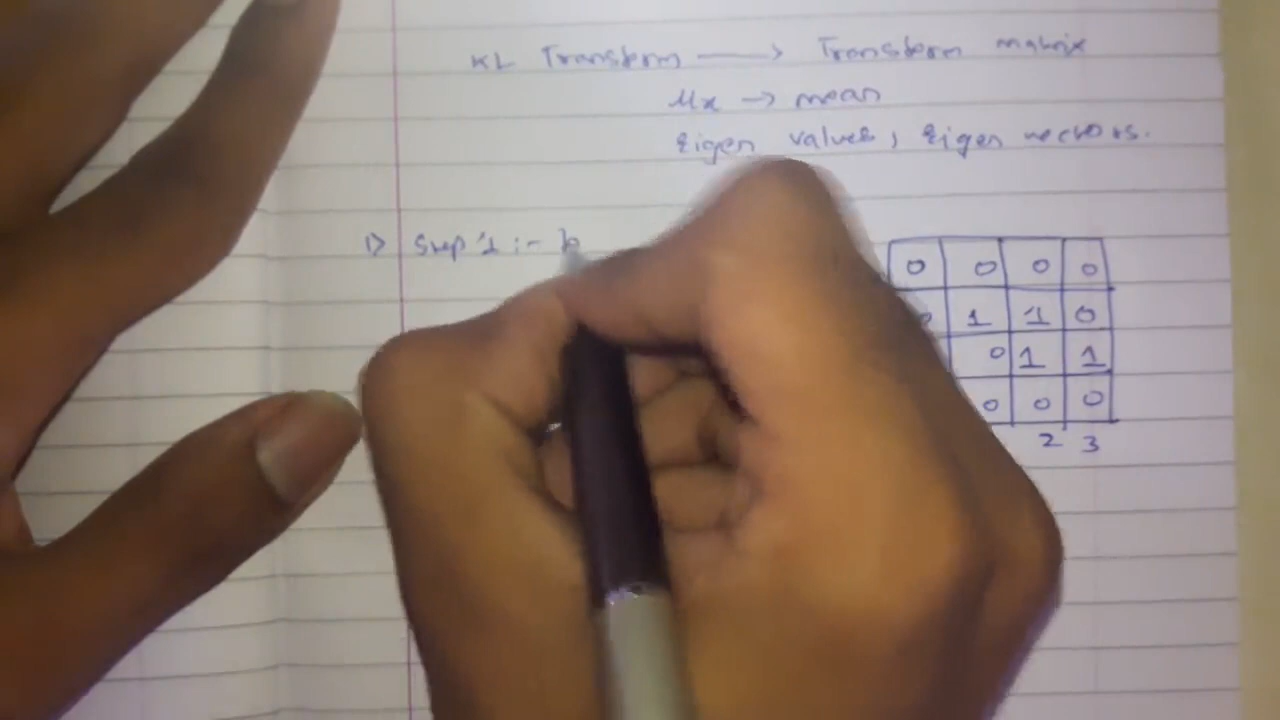 KL Transform → Transform matrix
μx → mean
Eigen values, Eigen vectors.
1) Step 1 :-
0 0 0 0
1 1 0
0 1 1
0 0 0
2 3